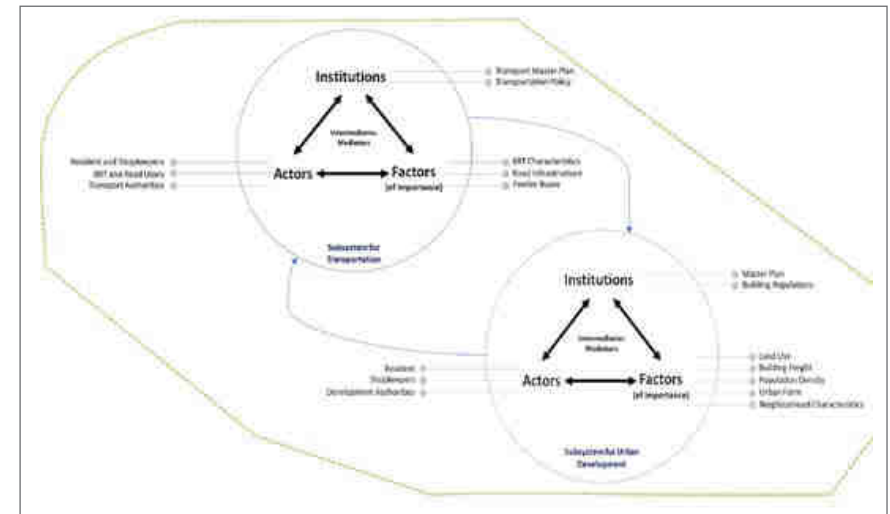 Institutions
Transport Master Plan
Transportation Policy
Intermediaries
Mediators
Resident and Shopkeepers
BRT and Road Users
Transport Authorities
Actors
Factors
(of importance)
BRT Characteristics
Road Infrastructure
Feeder Buses
Subsystem for
Transportation
Institutions
Master Plan
Building Regulations
Intermediaries
Mediators
Resident
Shopkeepers
Development Authorities
Actors
Factors
(of importance)
Land Use
Building Height
Population Density
Urban Form
Neighbourhood Characteristics
Subsystem for Urban
Development